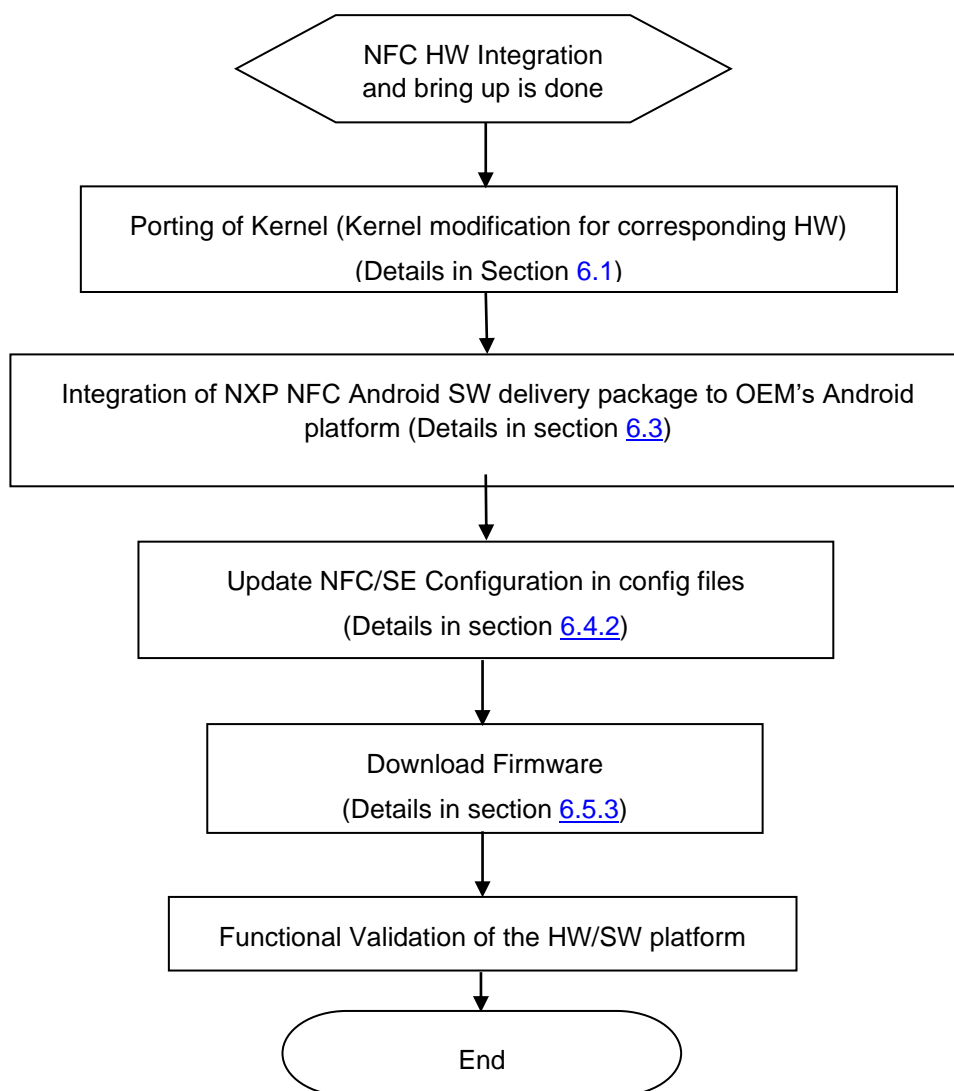 NFC HW Integration
and bring up is done
Porting of Kernel (Kernel modification for corresponding HW)
(Details in Section 6.1)
Integration of NXP NFC Android SW delivery package to OEM's Android
platform (Details in section 6.3)
Update NFC/SE Configuration in config files
(Details in section 6.4.2)
Download Firmware
(Details in section 6.5.3)
Functional Validation of the HW/SW platform
End